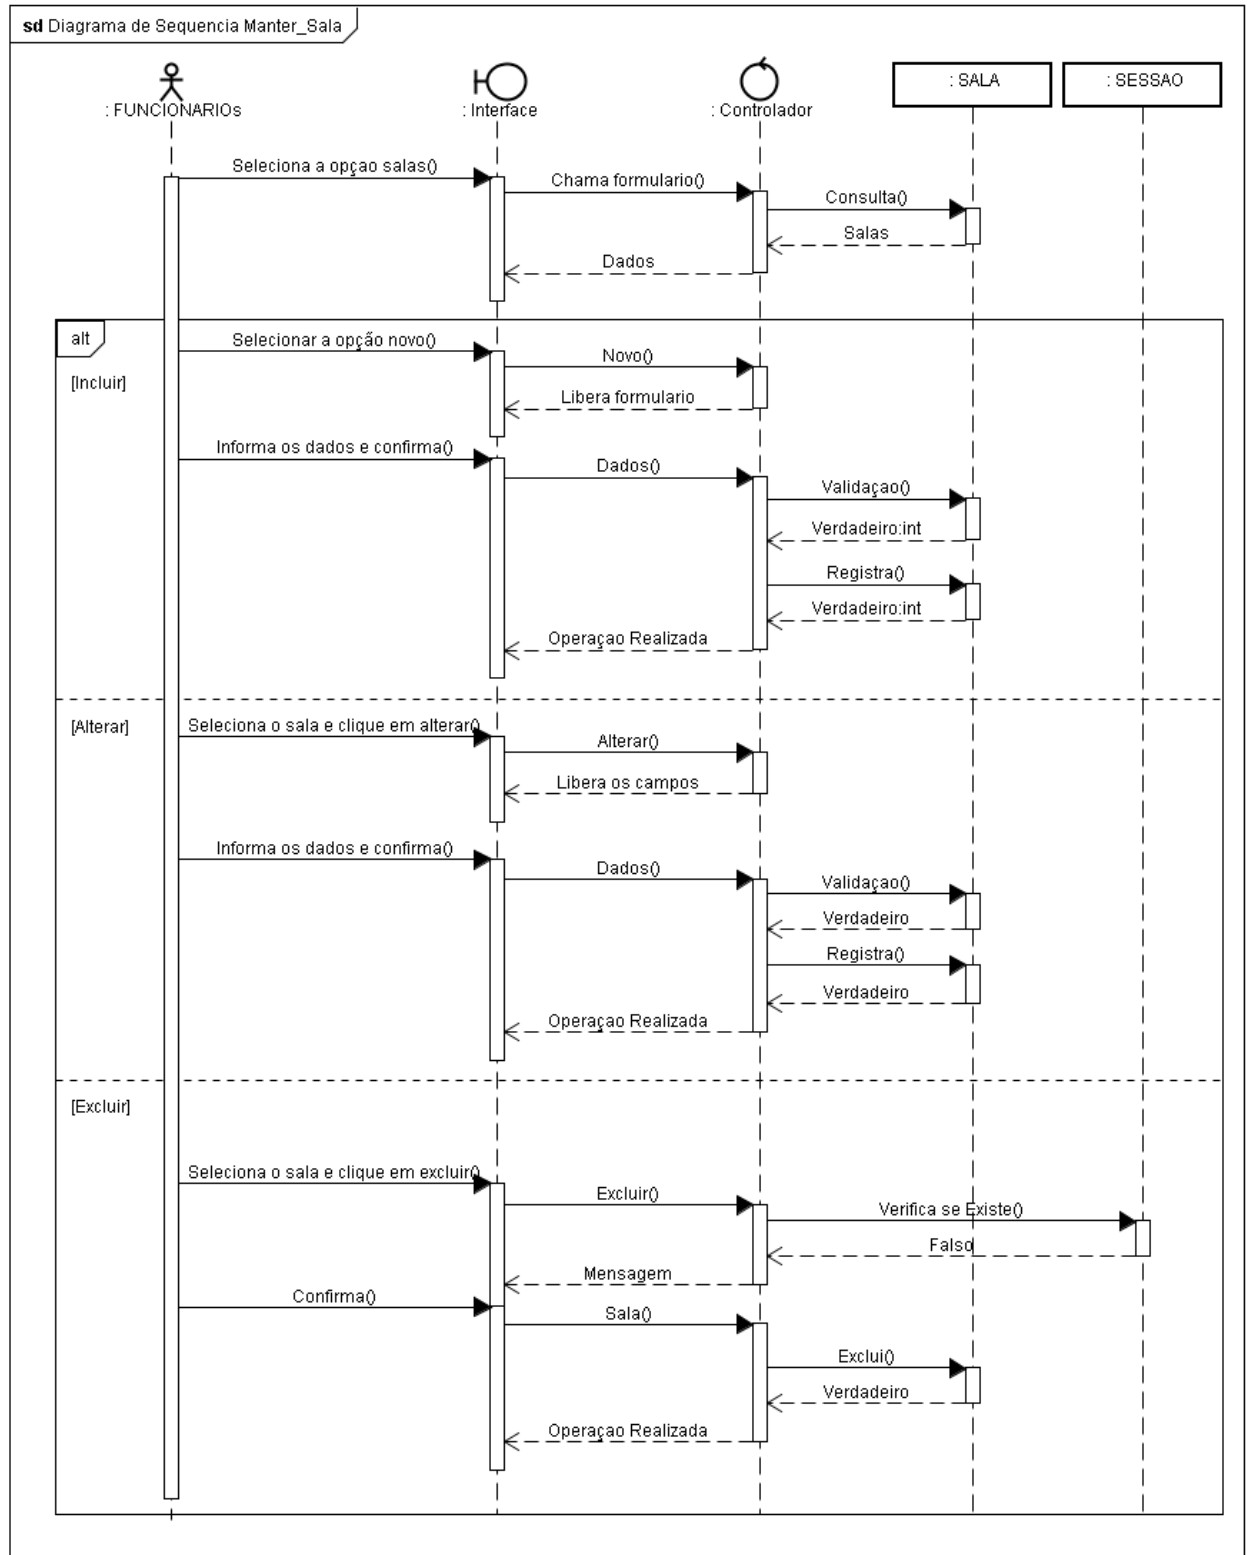 sd Diagrama de Sequencia Manter_Sala
: FUNCIONARIOs
: Interface
: Controlador
: SALA
: SESSAO
Seleciona a opçao salas()
Chama formulario()
Consulta()
Salas
Dados
alt
[Incluir]
Selecionar a opção novo()
Novo()
Libera formulario
Informa os dados e confirma()
Dados()
Validaçao()
Verdadeiro:int
Registra()
Verdadeiro:int
Operaçao Realizada
[Alterar]
Seleciona o sala e clique em alterar()
Alterar()
Libera os campos
Informa os dados e confirma()
Dados()
Validaçao()
Verdadeiro
Registra()
Verdadeiro
Operaçao Realizada
[Excluir]
Seleciona o sala e clique em excluir()
Excluir()
Verifica se Existe()
Falso
Mensagem
Confirma()
Sala()
Exclui()
Verdadeiro
Operaçao Realizada